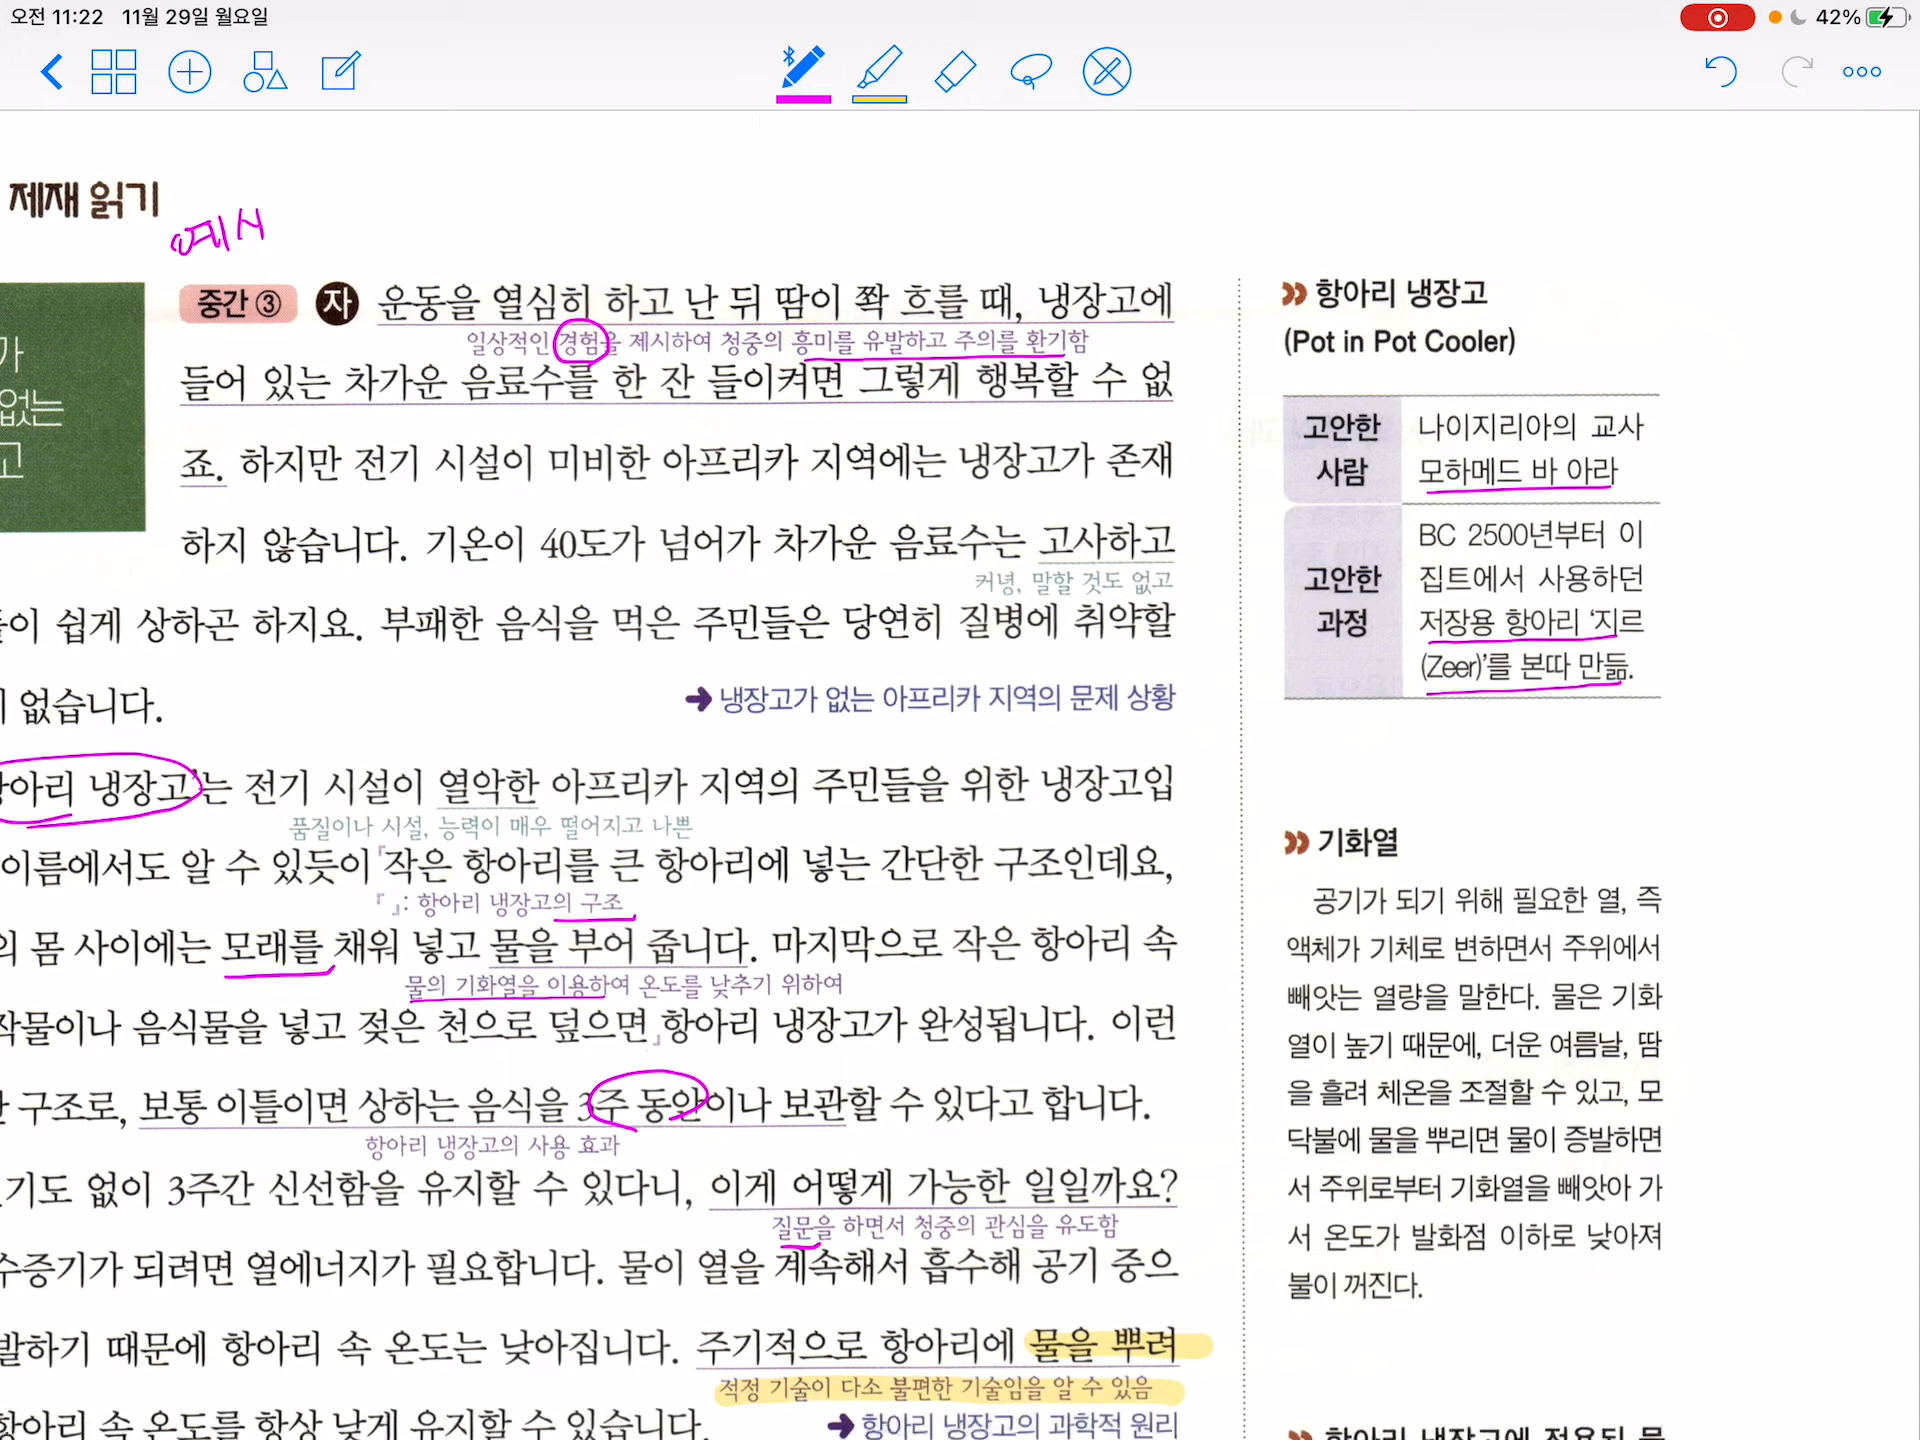 오전 11:22 11월 29일 월요일
42%
제재 읽기
예시
가
없는
고
중간 ③ 자 운동을 열심히 하고 난 뒤 땀이 쫙 흐를 때, 냉장고에
일상적인 경험을 제시하여 청중의 흥미를 유발하고 주의를 환기함
들어 있는 차가운 음료수를 한 잔 들이켜면 그렇게 행복할 수 없
죠. 하지만 전기 시설이 미비한 아프리카 지역에는 냉장고가 존재
하지 않습니다. 기온이 40도가 넘어가 차가운 음료수는 고사하고
커녕, 말할 것도 없고
이 쉽게 상하곤 하지요. 부패한 음식을 먹은 주민들은 당연히 질병에 취약할
없습니다.
➔ 냉장고가 없는 아프리카 지역의 문제 상황
항아리 냉장고'는 전기 시설이 열악한 아프리카 지역의 주민들을 위한 냉장고입
품질이나 시설, 능력이 매우 떨어지고 나쁜
이름에서도 알 수 있듯이 『작은 항아리를 큰 항아리에 넣는 간단한 구조인데요,
『 』: 항아리 냉장고의 구조
의 몸 사이에는 모래를 채워 넣고 물을 부어 줍니다. 마지막으로 작은 항아리 속
물의 기화열을 이용하여 온도를 낮추기 위하여
작물이나 음식물을 넣고 젖은 천으로 덮으면』 항아리 냉장고가 완성됩니다. 이런
구조로, 보통 이틀이면 상하는 음식을 3주 동안이나 보관할 수 있다고 합니다.
항아리 냉장고의 사용 효과
기도 없이 3주간 신선함을 유지할 수 있다니, 이게 어떻게 가능한 일일까요?
질문을 하면서 청중의 관심을 유도함
수증기가 되려면 열에너지가 필요합니다. 물이 열을 계속해서 흡수해 공기 중으
발하기 때문에 항아리 속 온도는 낮아집니다. 주기적으로 항아리에 물을 뿌려
적정 기술이 다소 불편한 기술임을 알 수 있음
항아리 속 온도를 항상 낮게 유지할 수 있습니다.
➔ 항아리 냉장고의 과학적 원리
항아리 냉장고
(Pot in Pot Cooler)
고안한 사람
나이지리아의 교사
모하메드 바 아라
고안한 과정
BC 2500년부터 이
집트에서 사용하던
저장용 항아리 '지르
(Zeer)'를 본따 만듦.
기화열
공기가 되기 위해 필요한 열, 즉
액체가 기체로 변하면서 주위에서
빼앗는 열량을 말한다. 물은 기화
열이 높기 때문에, 더운 여름날, 땀
을 흘려 체온을 조절할 수 있고, 모
닥불에 물을 뿌리면 물이 증발하면
서 주위로부터 기화열을 빼앗아 가
서 온도가 발화점 이하로 낮아져
불이 꺼진다.
항아리 냉장고에 적용된 물